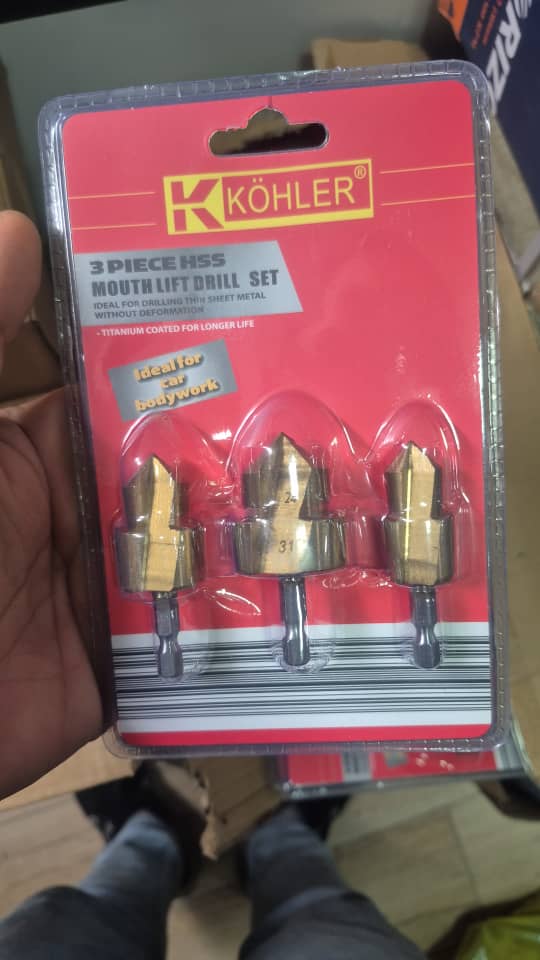 K KÖHLER®
3 PIECE HSS
MOUTH LIFT DRILL SET
IDEAL FOR DRILLING THIN SHEET METAL
WITHOUT DEFORMATION
- TITANIUM COATED FOR LONGER LIFE
Ideal for
car
bodywork
24
31